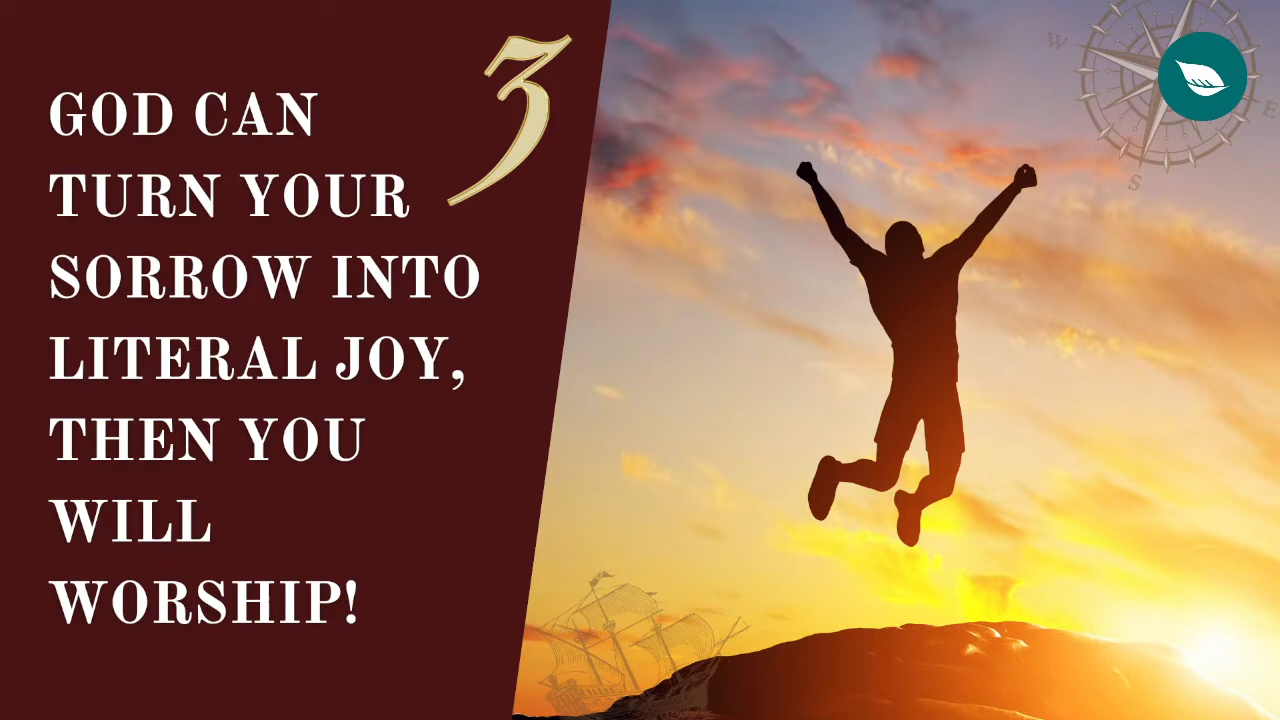 3
GOD CAN
TURN YOUR
SORROW INTO
LITERAL JOY,
THEN YOU
WILL
WORSHIP!
W
E
S